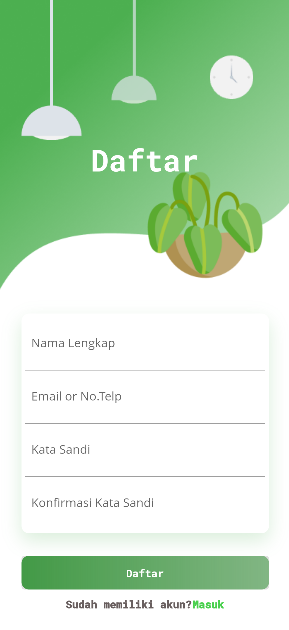 Daftar
Nama Lengkap
Email or No.Telp
Kata Sandi
Konfirmasi Kata Sandi
Daftar
Sudah memiliki akun?Masuk